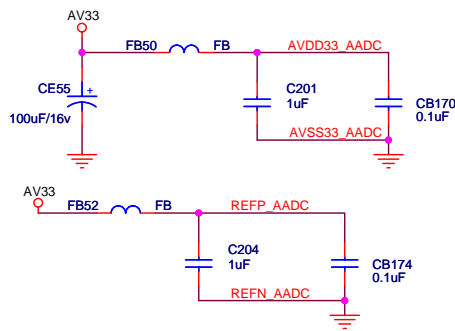 AV33
FB50 FB AVDD33_AADC
CE55
+
100uF/16v
C201
1uF
CB170
0.1uF
AVSS33_AADC
AV33
FB52 FB REFP_AADC
C204
1uF
CB174
0.1uF
REFN_AADC